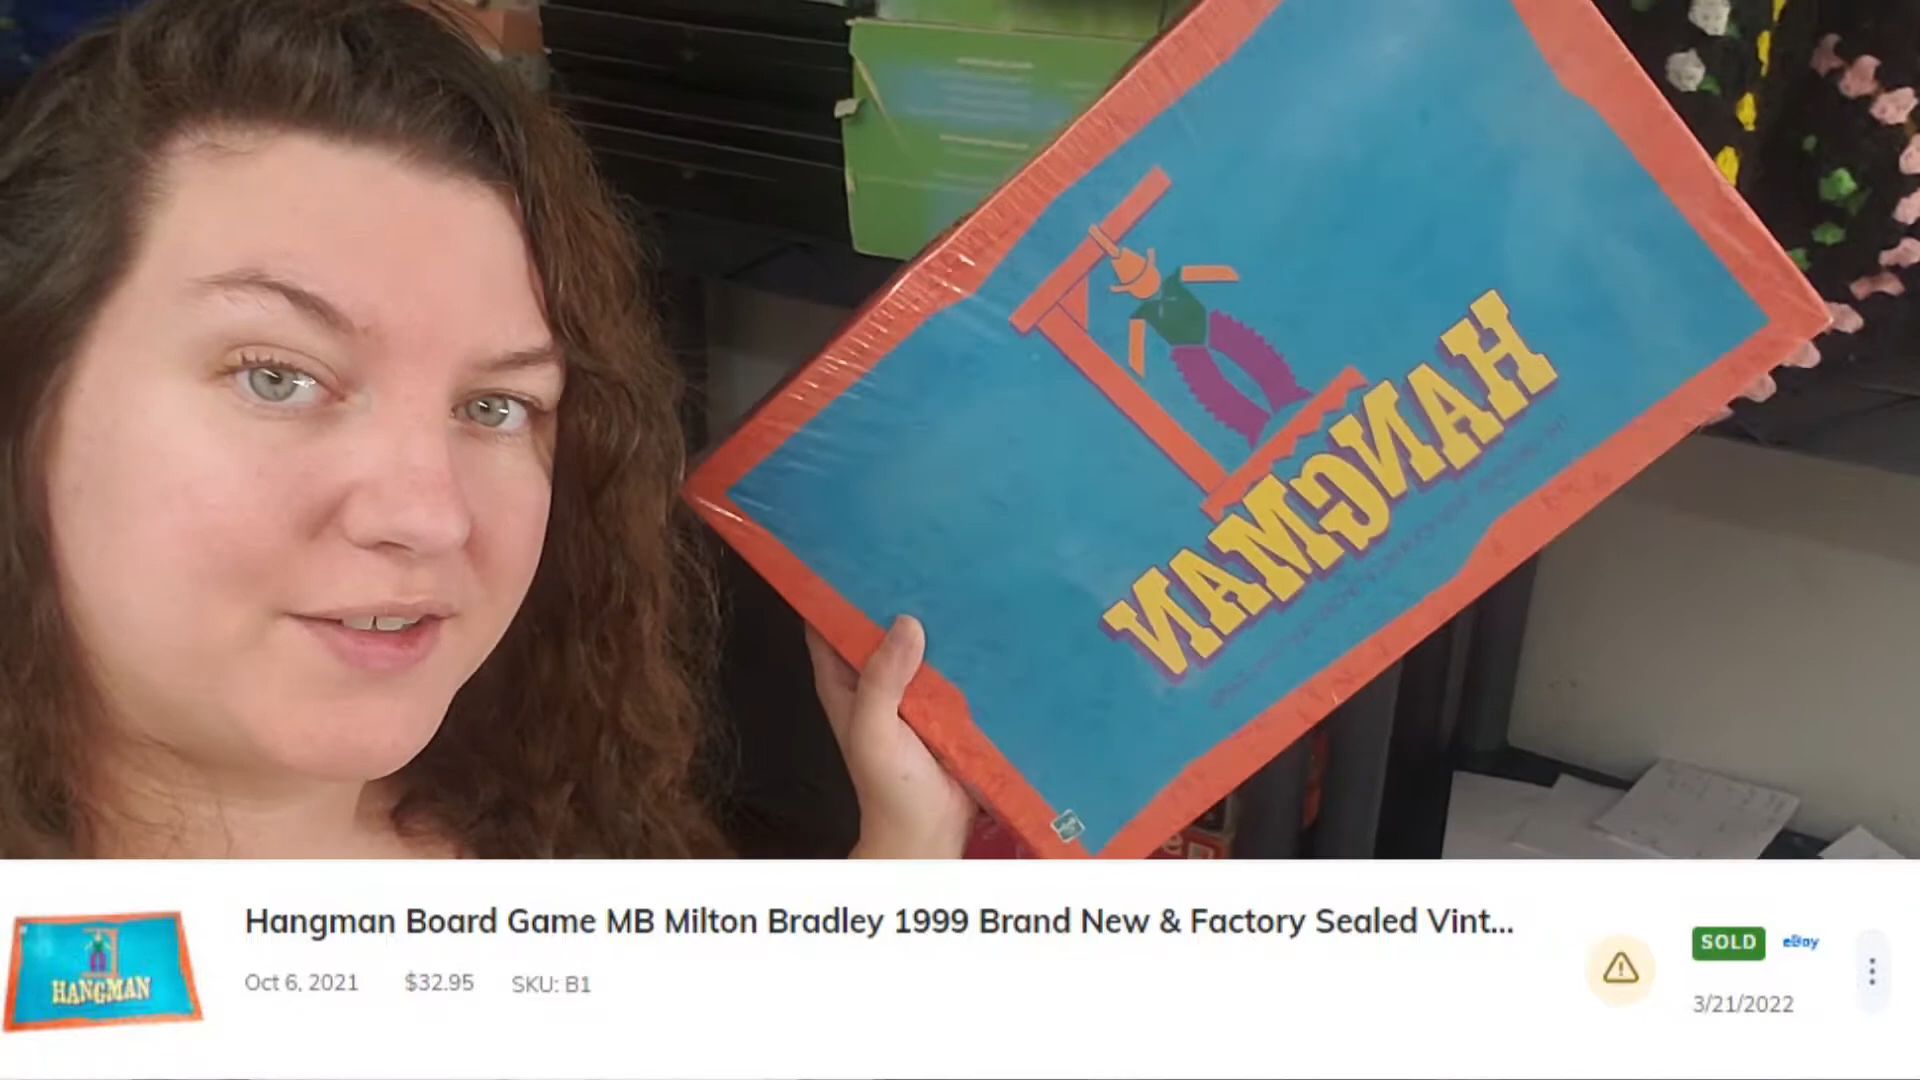 HANGMAN
HANGMAN
Hangman Board Game MB Milton Bradley 1999 Brand New & Factory Sealed Vint...
Oct 6, 2021 $32.95 SKU: B1
SOLD eBay
3/21/2022